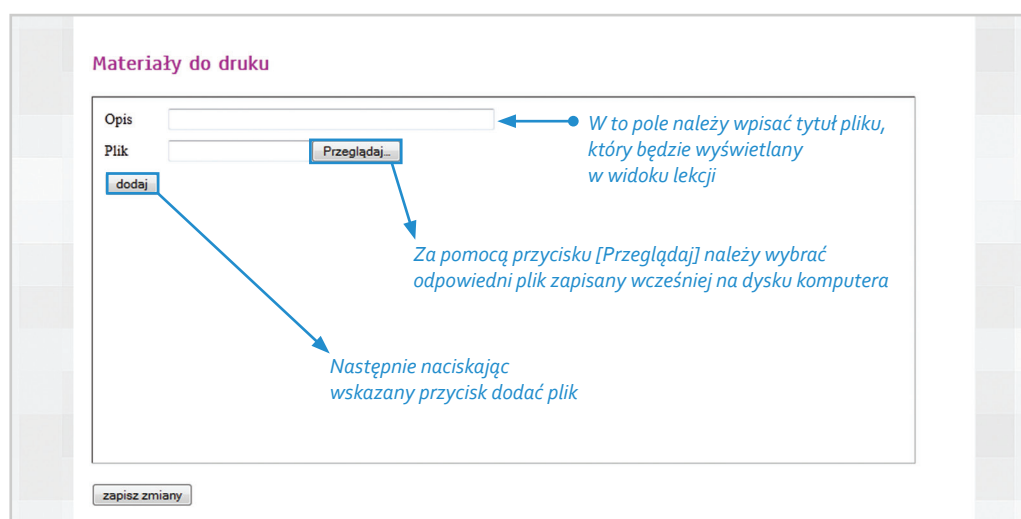 Materiały do druku
Opis
W to pole należy wpisać tytuł pliku,
który będzie wyświetlany
w widoku lekcji
Plik
Przeglądaj...
dodaj
Za pomocą przycisku [Przeglądaj] należy wybrać
odpowiedni plik zapisany wcześniej na dysku komputera
Następnie naciskając
wskazany przycisk dodać plik
zapisz zmiany